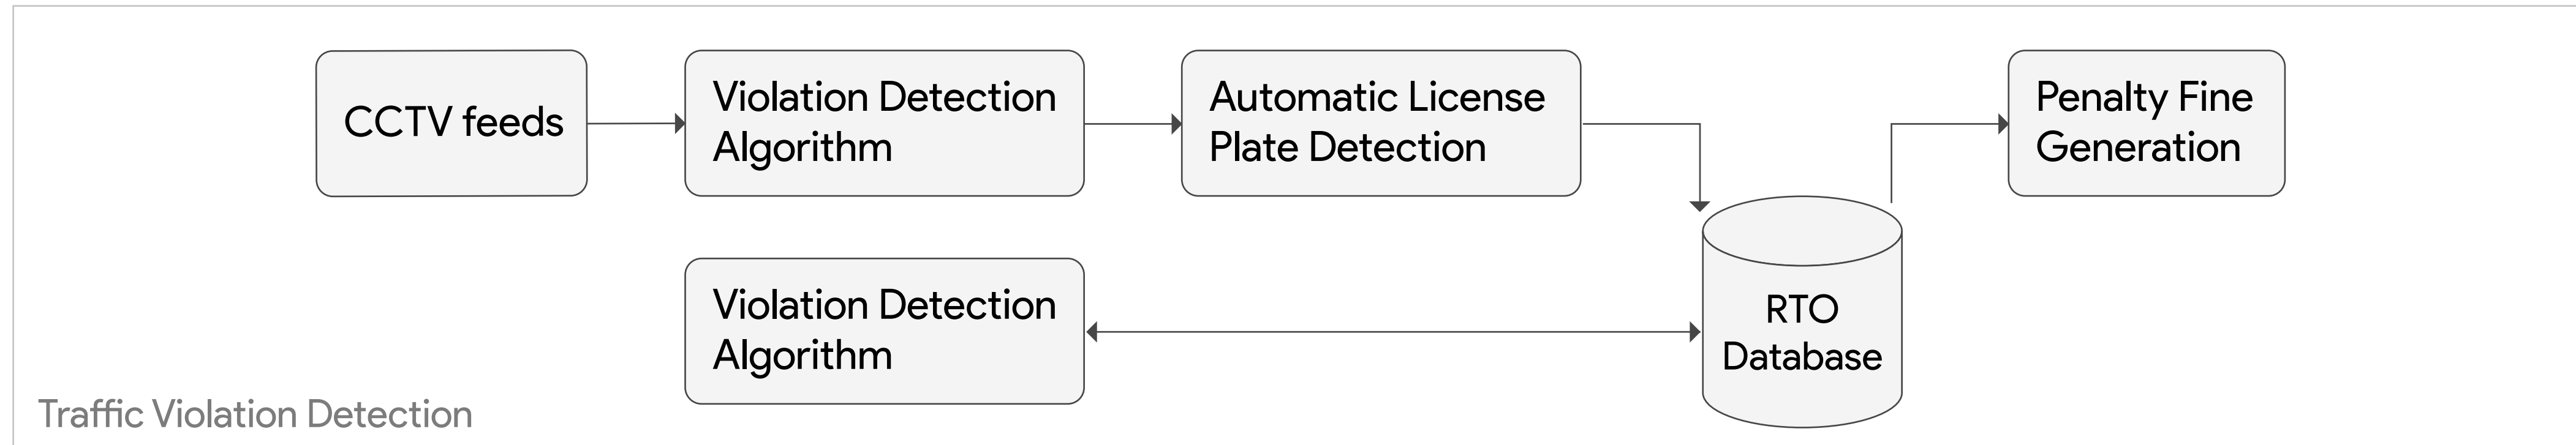 CCTV feeds
Violation Detection
Algorithm
Automatic License
Plate Detection
Penalty Fine
Generation
Violation Detection
Algorithm
RTO
Database
Traffic Violation Detection